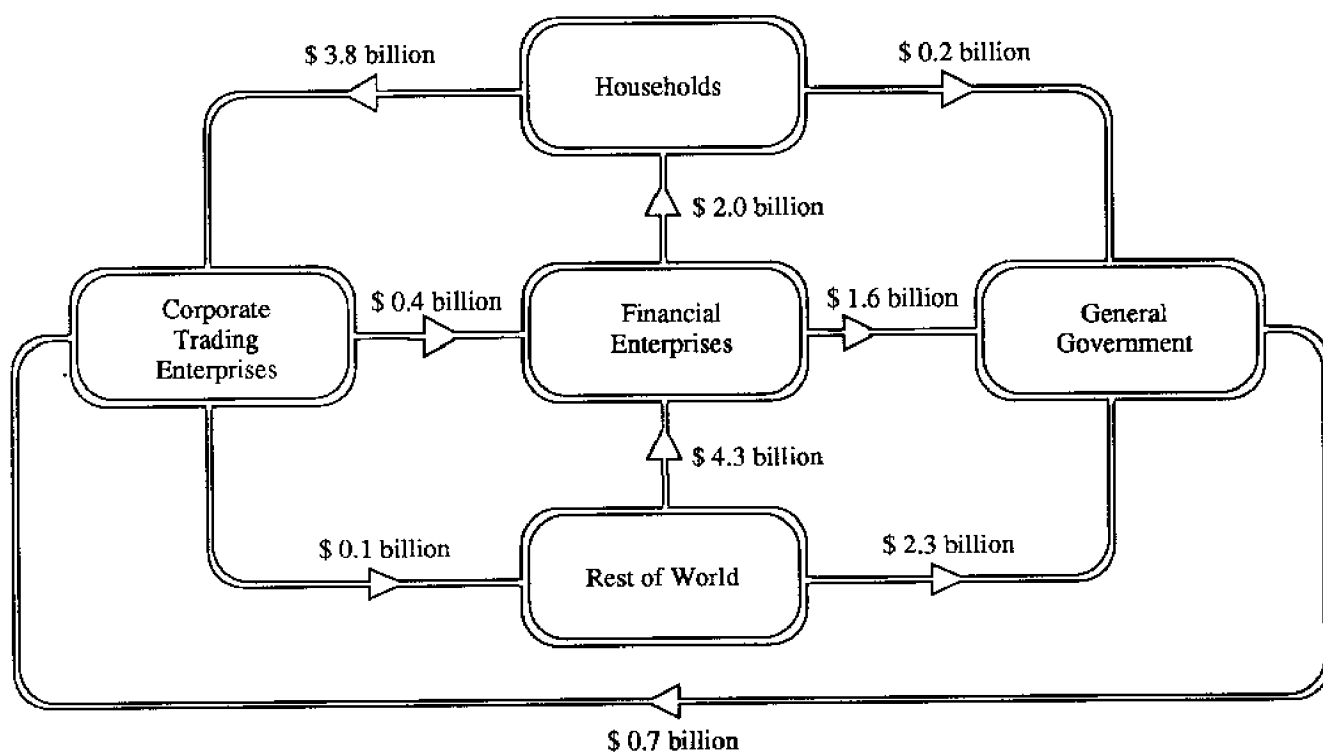 $ 3.8 billion
Households
$ 0.2 billion
$ 2.0 billion
Corporate
Trading
Enterprises
$ 0.4 billion
Financial
Enterprises
$ 1.6 billion
General
Government
$ 4.3 billion
$ 0.1 billion
Rest of World
$ 2.3 billion
$ 0.7 billion